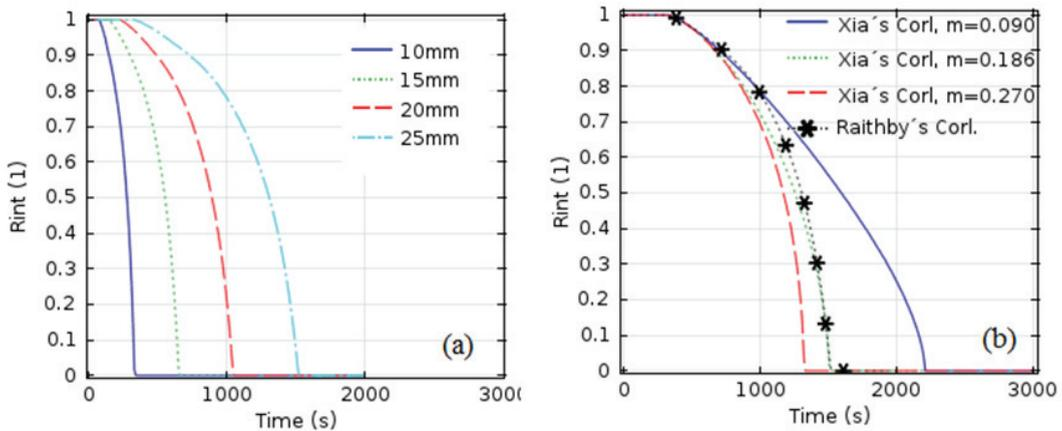 1
0.9
0.8
0.7
0.6
0.5
0.4
0.3
0.2
0.1
0
Rint (1)
10mm
15mm
20mm
25mm
(a)
0 1000 2000 3000
Time (s)
1
0.9
0.8
0.7
0.6
0.5
0.4
0.3
0.2
0.1
0
Rint (1)
Xia´s Corl, m=0.090
Xia´s Corl, m=0.186
Xia´s Corl, m=0.270
Raithby´s Corl.
(b)
0 1000 2000 3000
Time (s)